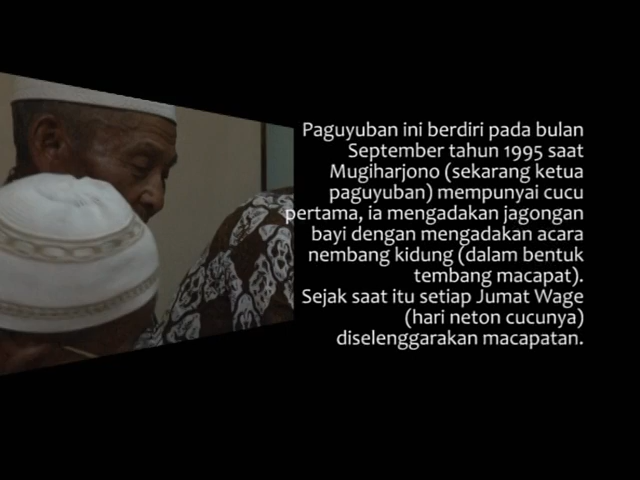 Paguyuban ini berdiri pada bulan
September tahun 1995 saat
Mugiharjono (sekarang ketua
paguyuban) mempunyai cucu
pertama, ia mengadakan jagongan
bayi dengan mengadakan acara
nembang kidung (dalam bentuk
tembang macapat).
Sejak saat itu setiap Jumat Wage
(hari neton cucunya)
diselenggarakan macapatan.